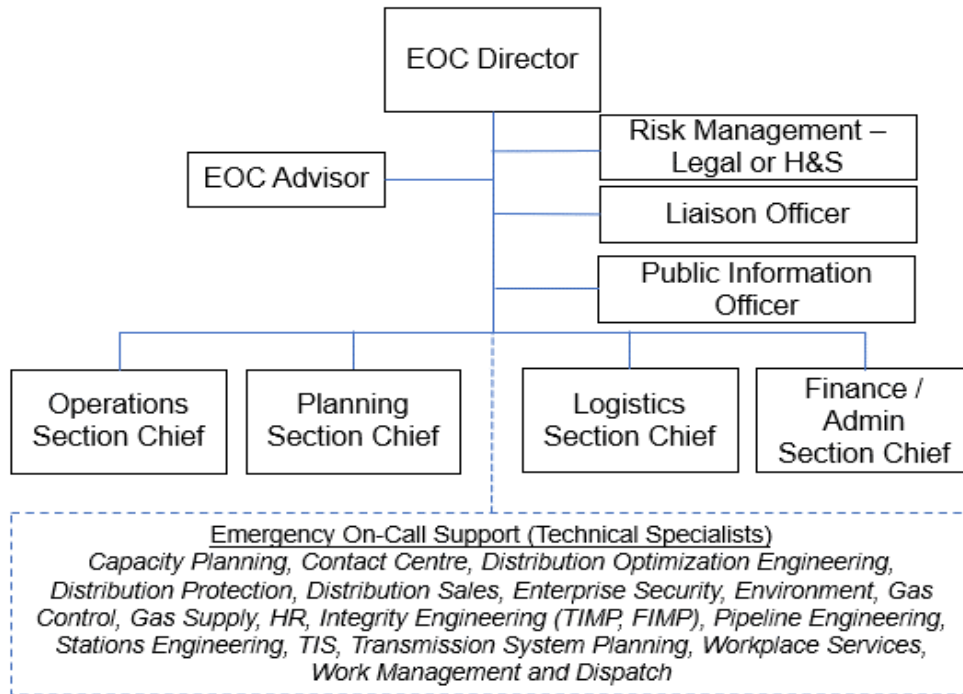 EOC Director
Risk Management –
Legal or H&S
EOC Advisor
Liaison Officer
Public Information
Officer
Operations
Section Chief
Planning
Section Chief
Logistics
Section Chief
Finance /
Admin
Section Chief
Emergency On-Call Support (Technical Specialists)
Capacity Planning, Contact Centre, Distribution Optimization Engineering,
Distribution Protection, Distribution Sales, Enterprise Security, Environment, Gas
Control, Gas Supply, HR, Integrity Engineering (TIMP, FIMP), Pipeline Engineering,
Stations Engineering, TIS, Transmission System Planning, Workplace Services,
Work Management and Dispatch